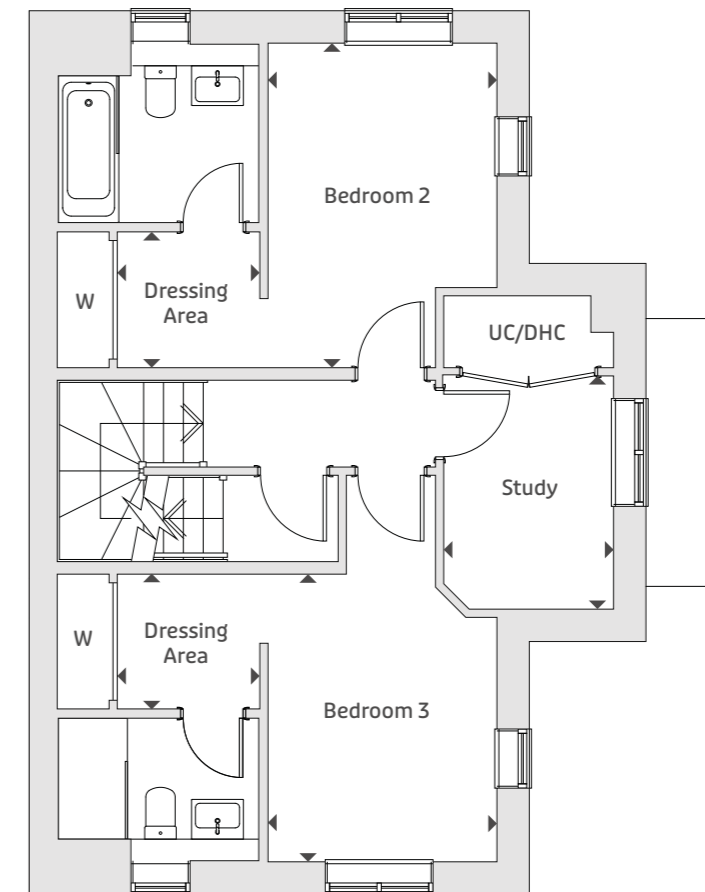 Bedroom 2
W
Dressing
Area
UC/DHC
Study
W
Dressing
Area
Bedroom 3